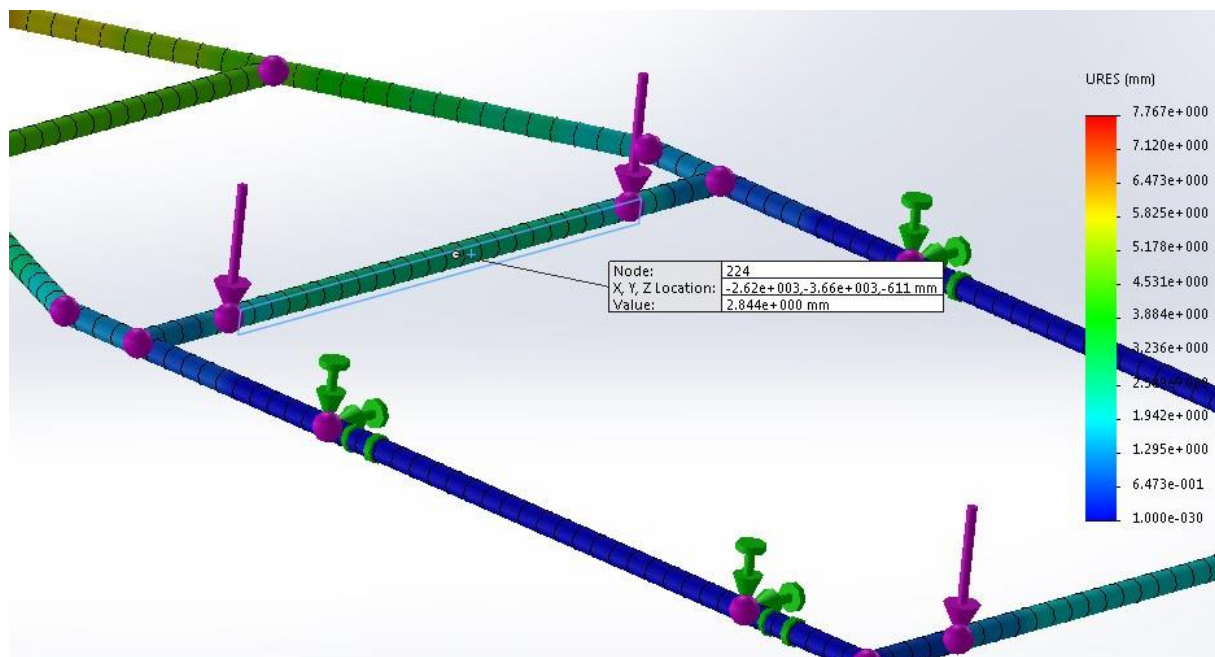 URES (mm)
7.767e+000
7.120e+000
6.473e+000
5.825e+000
5.178e+000
4.531e+000
3.884e+000
3.236e+000
1.942e+000
1.295e+000
6.473e-001
1.000e-030
Node: 224
X, Y, Z Location: -2.62e+003,-3.66e+003,-611 mm
Value: 2.844e+000 mm